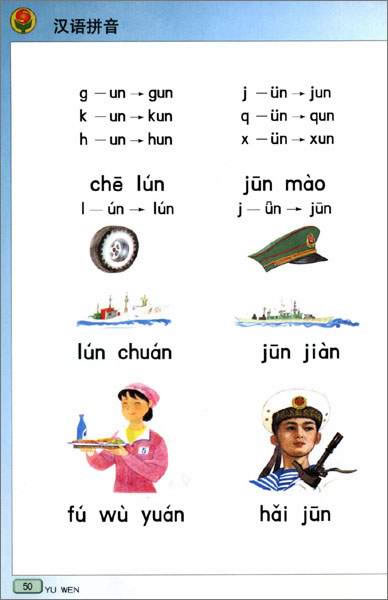 汉语拼音
g — un → gun j — ün → jun
k — un → kun q — ün → qun
h — un → hun x — ün → xun
chē lún jūn mào
l — ún → lún j — ǖn → jūn
lún chuán jūn jiàn
fú wù yuán hǎi jūn
50 YU WEN